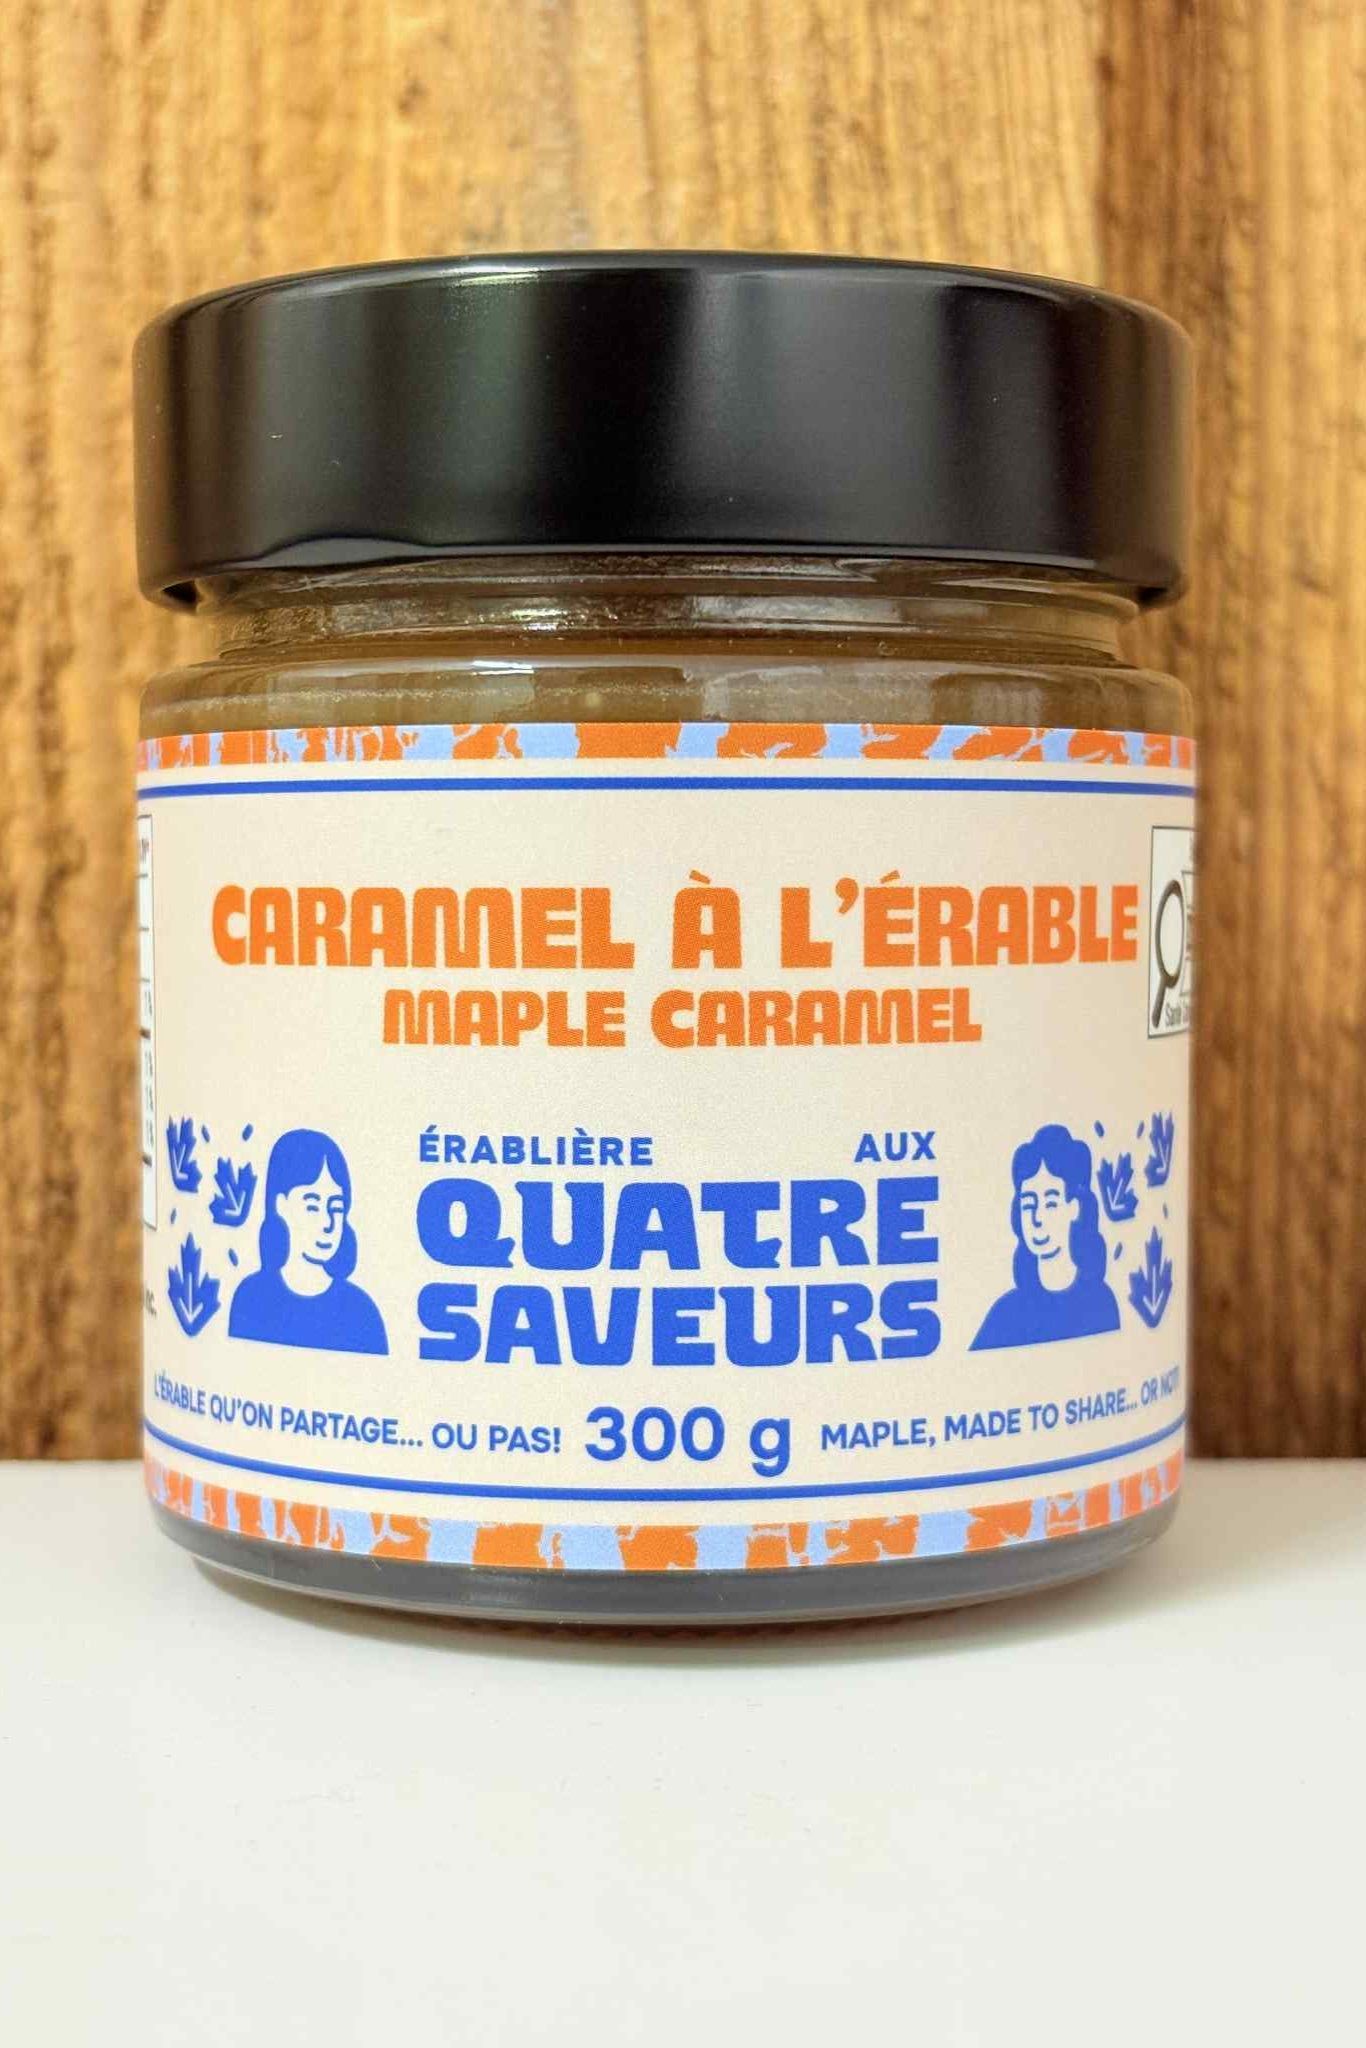 CARAMEL À L'ÉRABLE
MAPLE CARAMEL
ÉRABLIÈRE AUX
QUATRE
SAVEURS
L'ÉRABLE QU'ON PARTAGE... OU PAS! 300 g MAPLE, MADE TO SHARE... OR NOT!